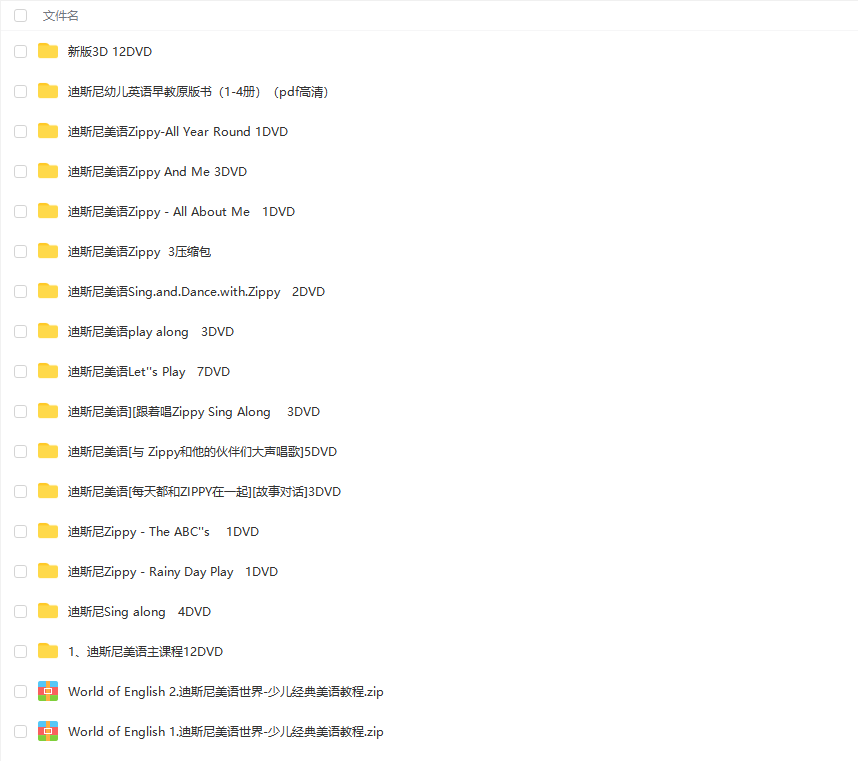 文件名
新版3D 12DVD
迪斯尼幼儿英语早教原版书（1-4册）（pdf高清）
迪斯尼美语Zippy-All Year Round 1DVD
迪斯尼美语Zippy And Me 3DVD
迪斯尼美语Zippy - All About Me 1DVD
迪斯尼美语Zippy 3压缩包
迪斯尼美语Sing.and.Dance.with.Zippy 2DVD
迪斯尼美语play along 3DVD
迪斯尼美语Let''s Play 7DVD
迪斯尼美语][跟着唱Zippy Sing Along 3DVD
迪斯尼美语[与 Zippy和他的伙伴们大声唱歌]5DVD
迪斯尼美语[每天都和ZIPPY在一起][故事对话]3DVD
迪斯尼Zippy - The ABC''s 1DVD
迪斯尼Zippy - Rainy Day Play 1DVD
迪斯尼Sing along 4DVD
1、迪斯尼美语主课程12DVD
World of English 2.迪斯尼美语世界-少儿经典美语教程.zip
World of English 1.迪斯尼美语世界-少儿经典美语教程.zip